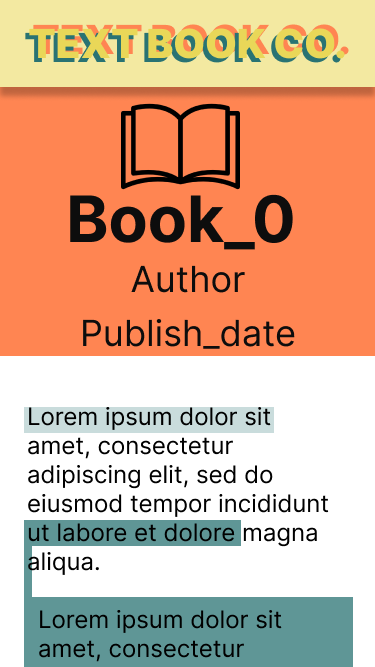 TEXT BOOK CO.
Book_0
Author
Publish_date
Lorem ipsum dolor sit
amet, consectetur
adipiscing elit, sed do
eiusmod tempor incididunt
ut labore et dolore magna
aliqua.
Lorem ipsum dolor sit
amet, consectetur